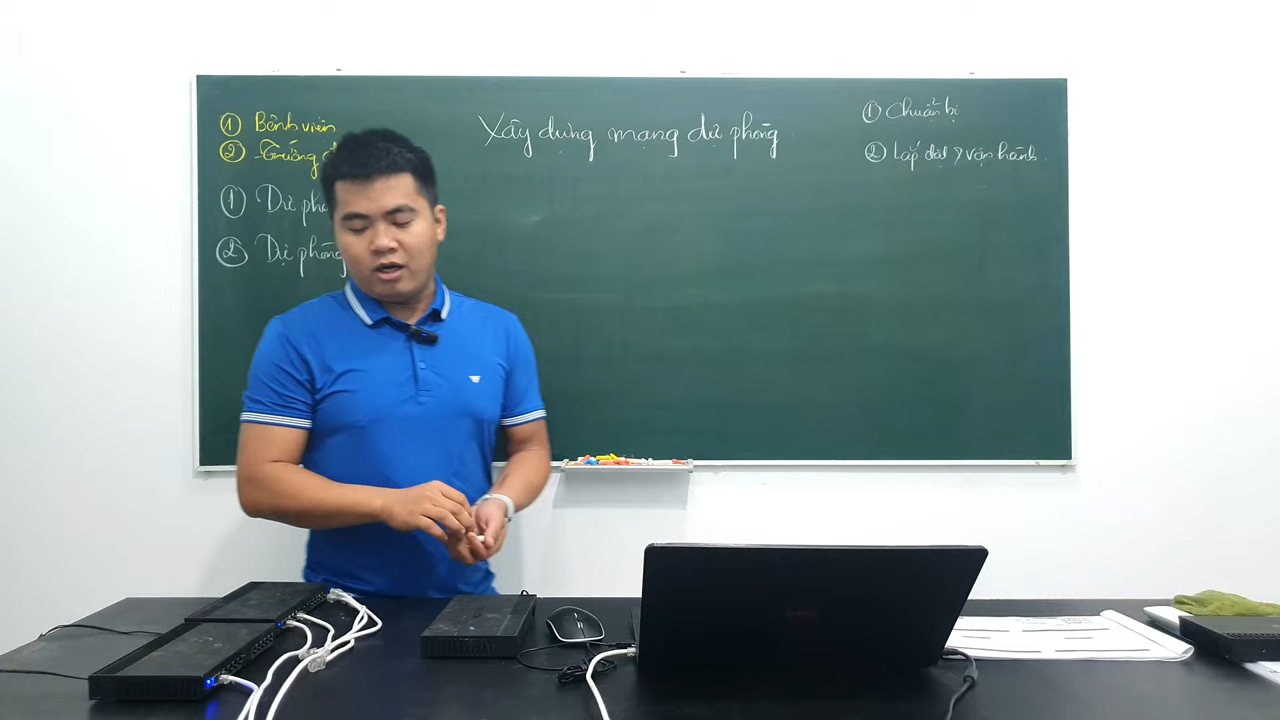 ① Bệnh viện
② Trường
① Dự
② Dự phòng
Xây dựng mạng dự phòng
① Chuẩn bị
② Lắp đặt & vận hành.